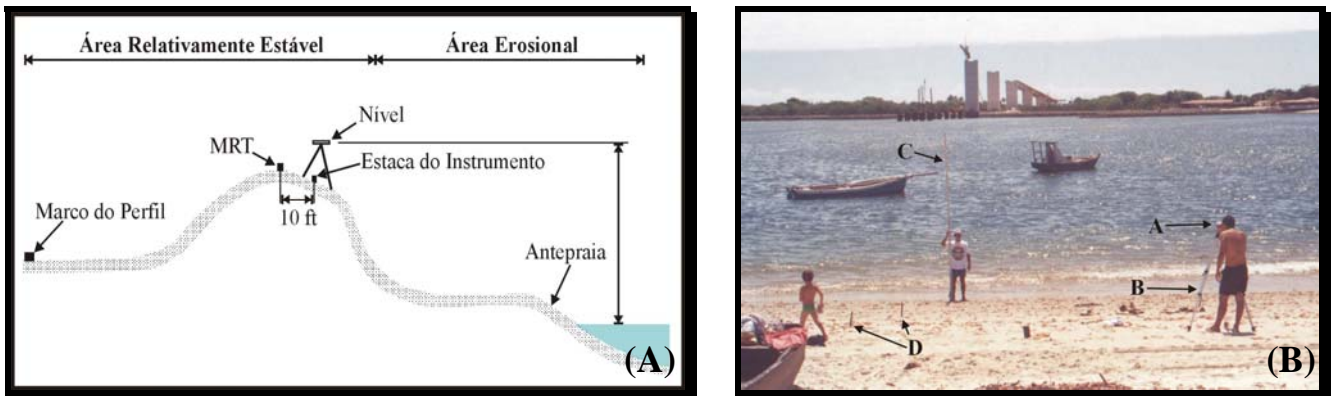 Área Relativamente Estável
Área Erosional
Nível
MRT
Estaca do Instrumento
10 ft
Marco do Perfil
Antepraia
(A)
C
A
B
D
(B)